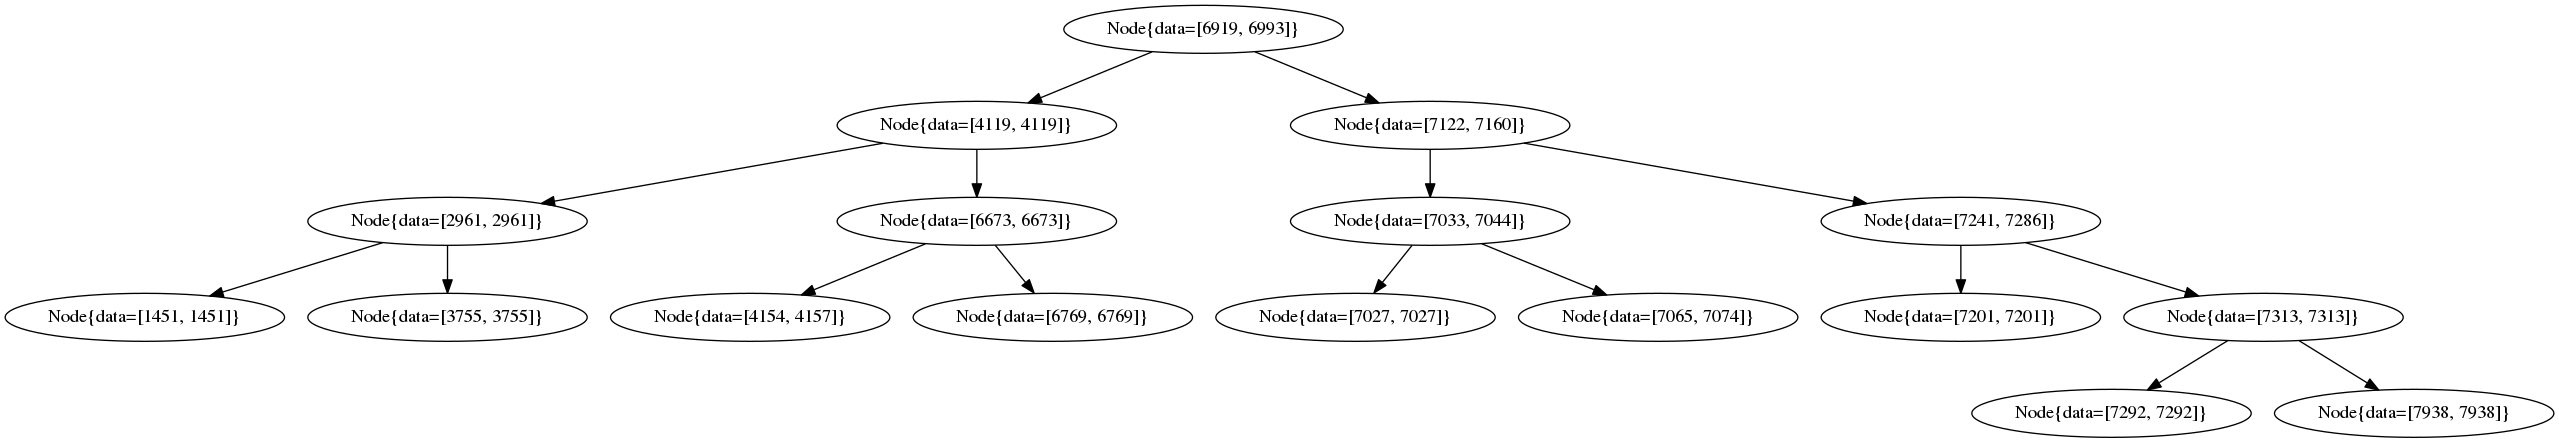 Node{data=[6919, 6993]}
Node{data=[4119, 4119]}
Node{data=[7122, 7160]}
Node{data=[2961, 2961]}
Node{data=[6673, 6673]}
Node{data=[7033, 7044]}
Node{data=[7241, 7286]}
Node{data=[1451, 1451]}
Node{data=[3755, 3755]}
Node{data=[4154, 4157]}
Node{data=[6769, 6769]}
Node{data=[7027, 7027]}
Node{data=[7065, 7074]}
Node{data=[7201, 7201]}
Node{data=[7313, 7313]}
Node{data=[7292, 7292]}
Node{data=[7938, 7938]}